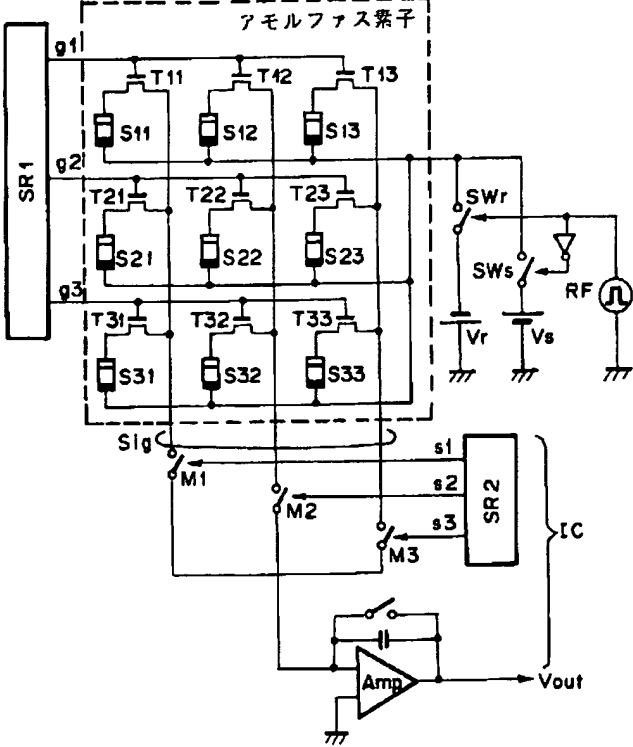 アモルファス素子
g1
T11
T12
T13
S11
S12
S13
SR1
g2
T21
T22
T23
SWr
S21
S22
S23
SWs
RF
g3
T31
T32
T33
Vr
Vs
S31
S32
S33
Sig
M1
s1
M2
s2
SR2
s3
M3
IC
Amp
Vout